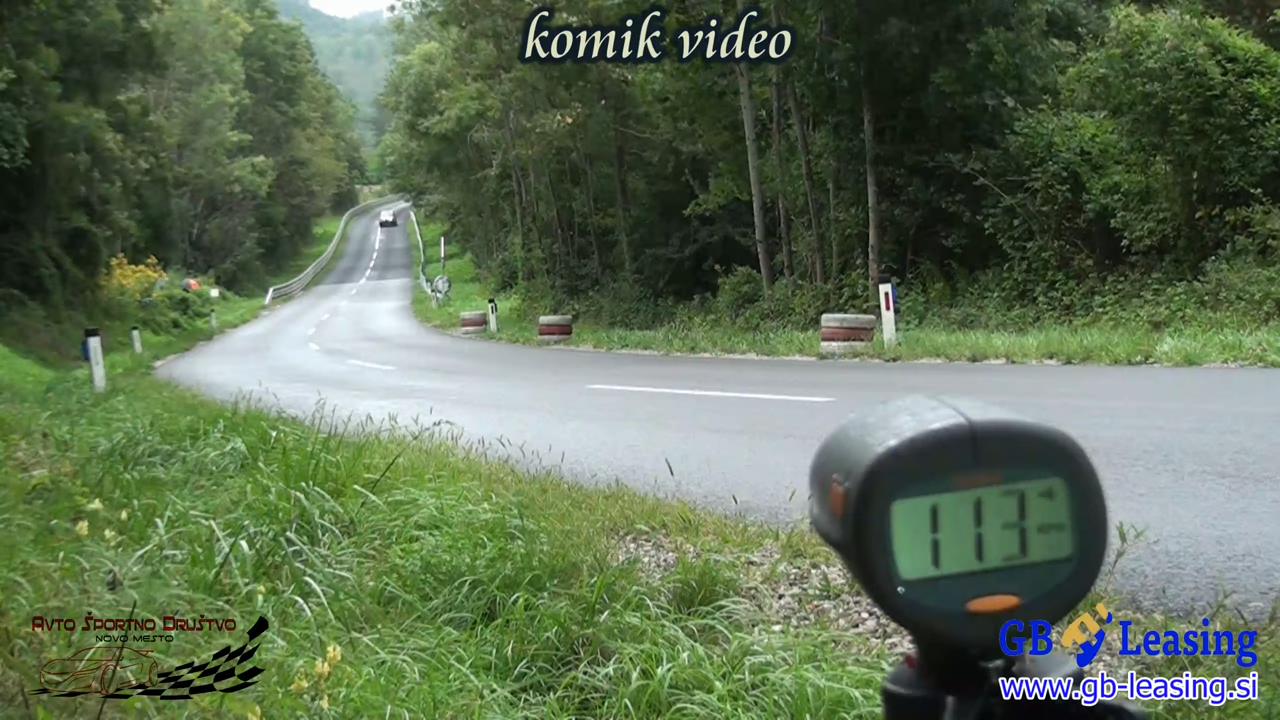 komik video
113
Avto Športno Društvo
NOVO MESTO
GB Leasing
www.gb-leasing.si